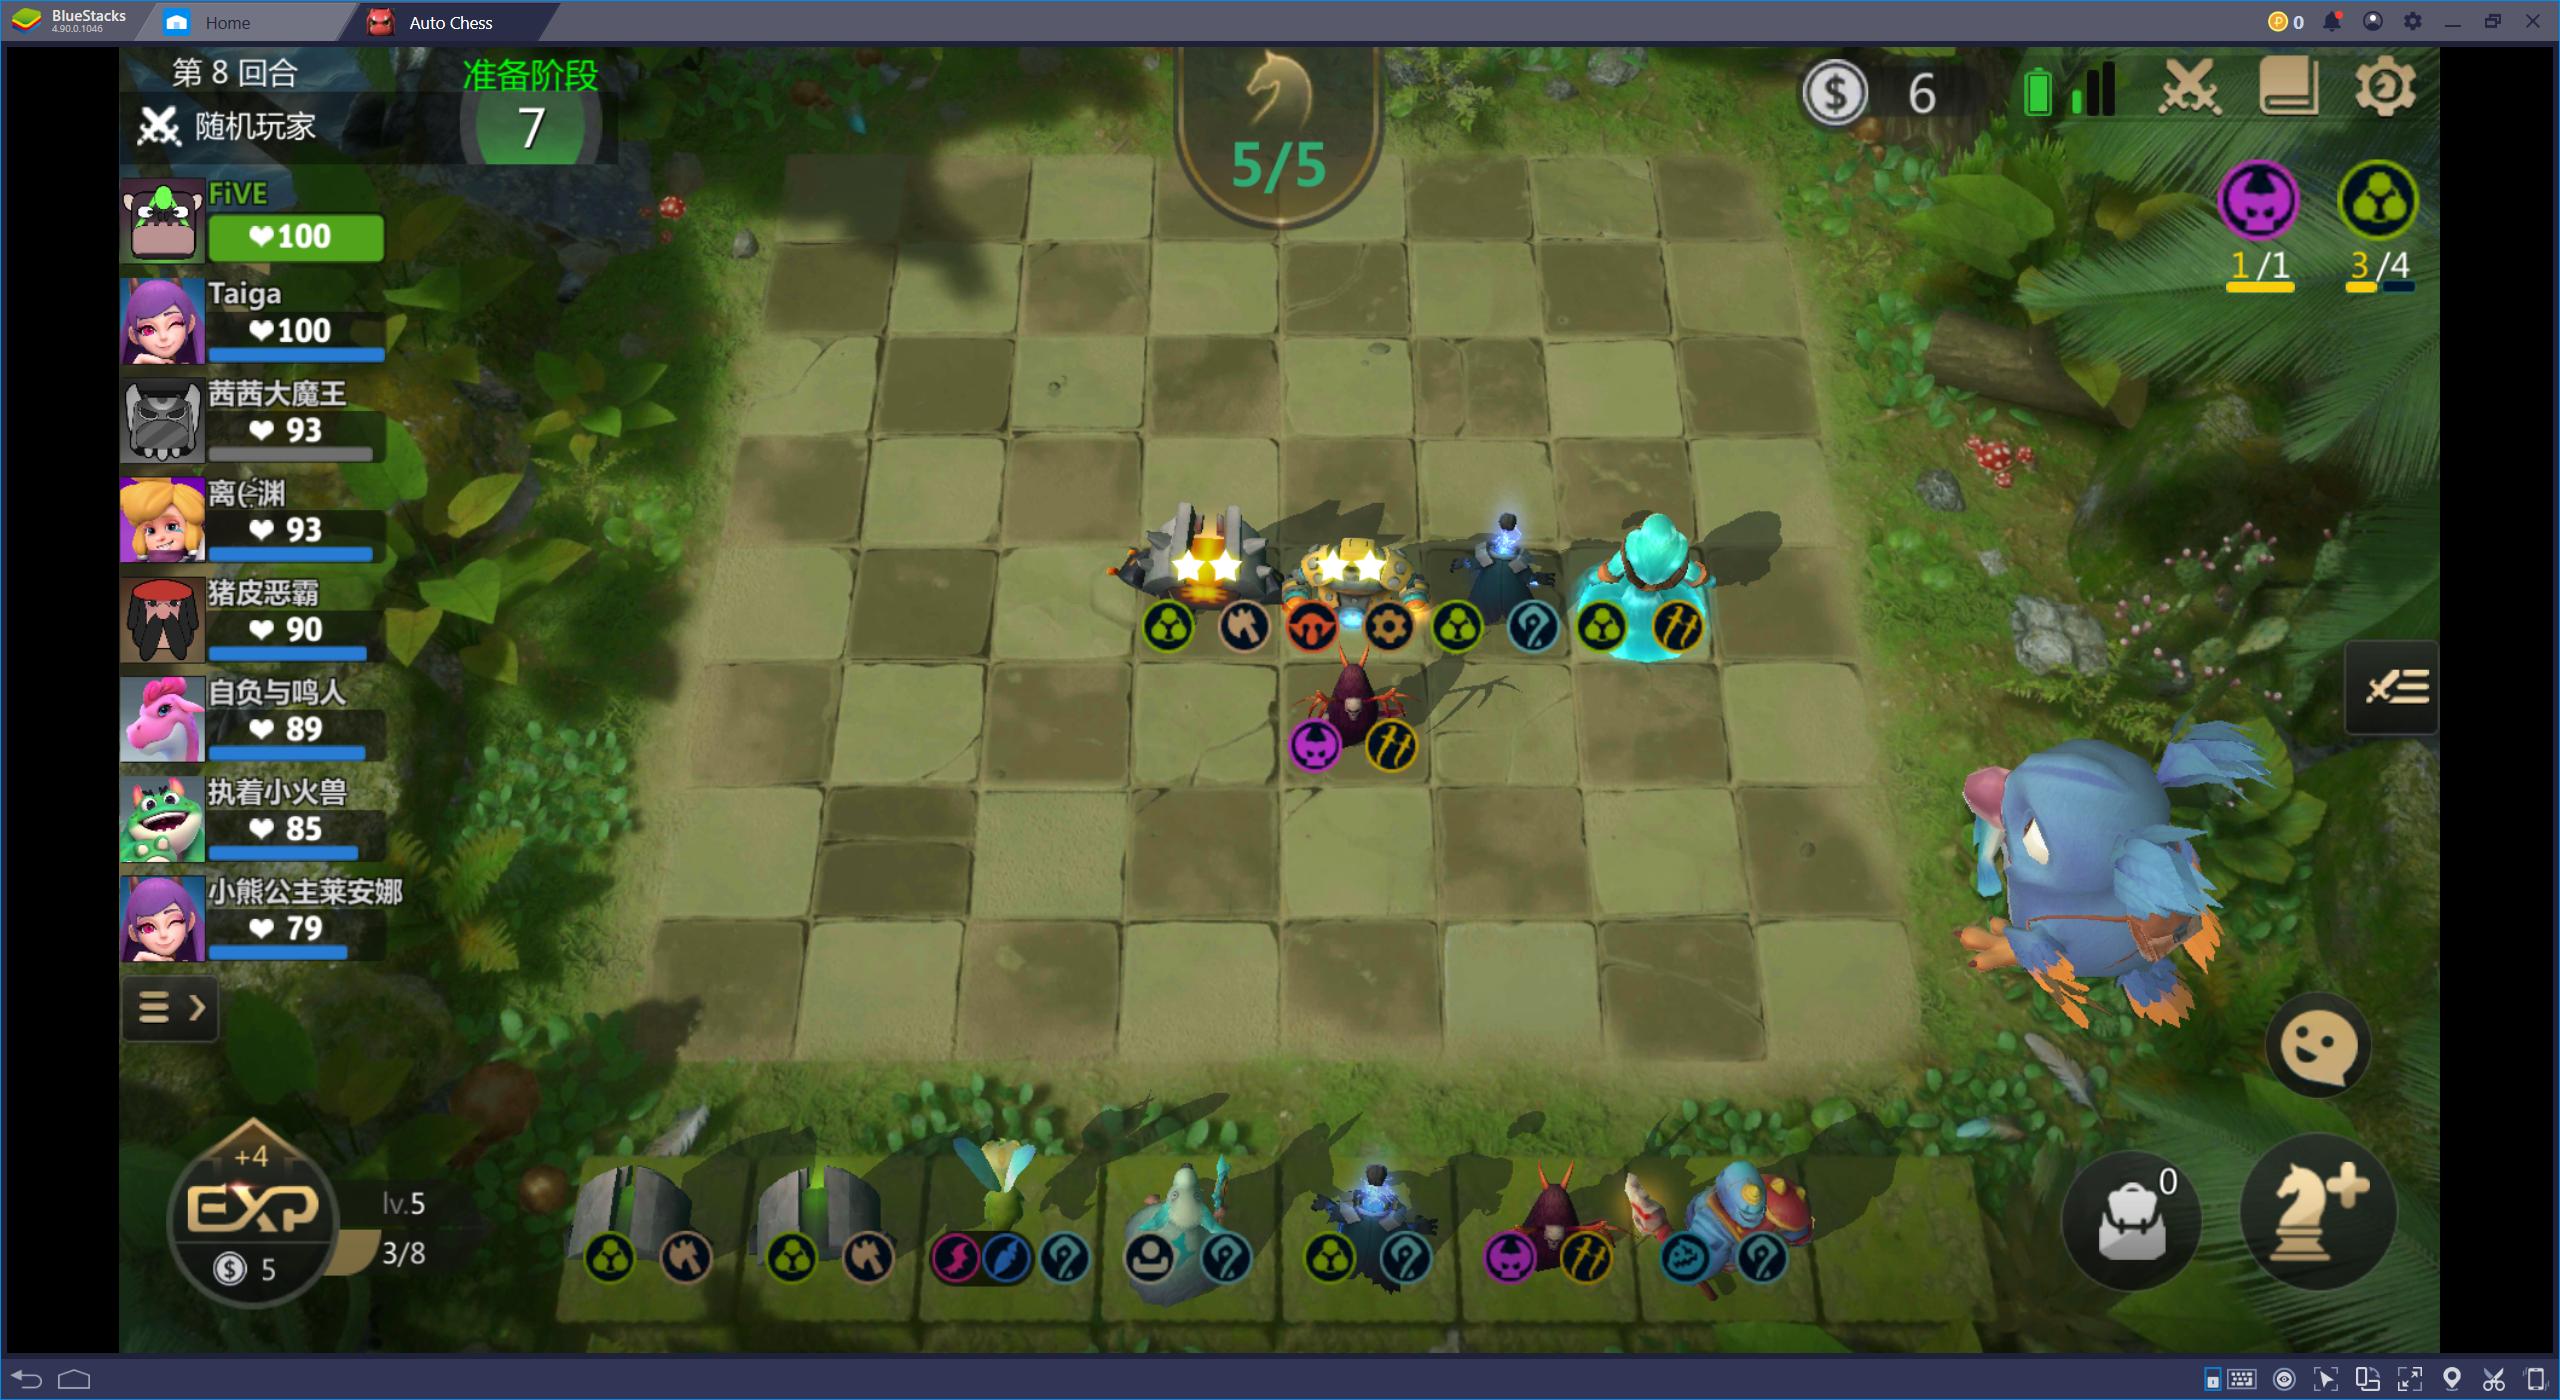 BlueStacks
4.90.0.1046
Home
Auto Chess
0
第 8 回合
准备阶段
随机玩家
7
5/5
6
1/1
3/4
FiVE
100
Taiga
100
茜茜大魔王
93
93
猪皮恶霸
90
自负与鸣人
89
执着小火兽
85
小熊公主莱安娜
79
+4
EXP
5
lv.5
3/8
0